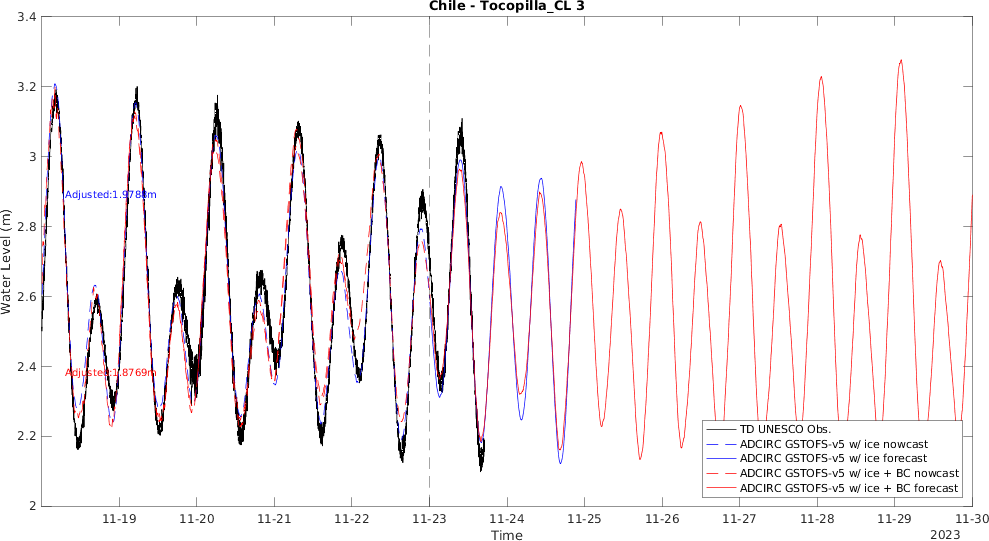 Chile - Tocopilla_CL 3
3.4
3.2
3
2.8
2.6
2.4
2.2
2
Water Level (m)
Adjusted:1.9788m
Adjusted:1.8769m
TD UNESCO Obs.
ADCIRC GSTOFS-v5 w/ ice nowcast
ADCIRC GSTOFS-v5 w/ ice forecast
ADCIRC GSTOFS-v5 w/ ice + BC nowcast
ADCIRC GSTOFS-v5 w/ ice + BC forecast
11-19 11-20 11-21 11-22 11-23 11-24 11-25 11-26 11-27 11-28 11-29 11-30
Time
2023